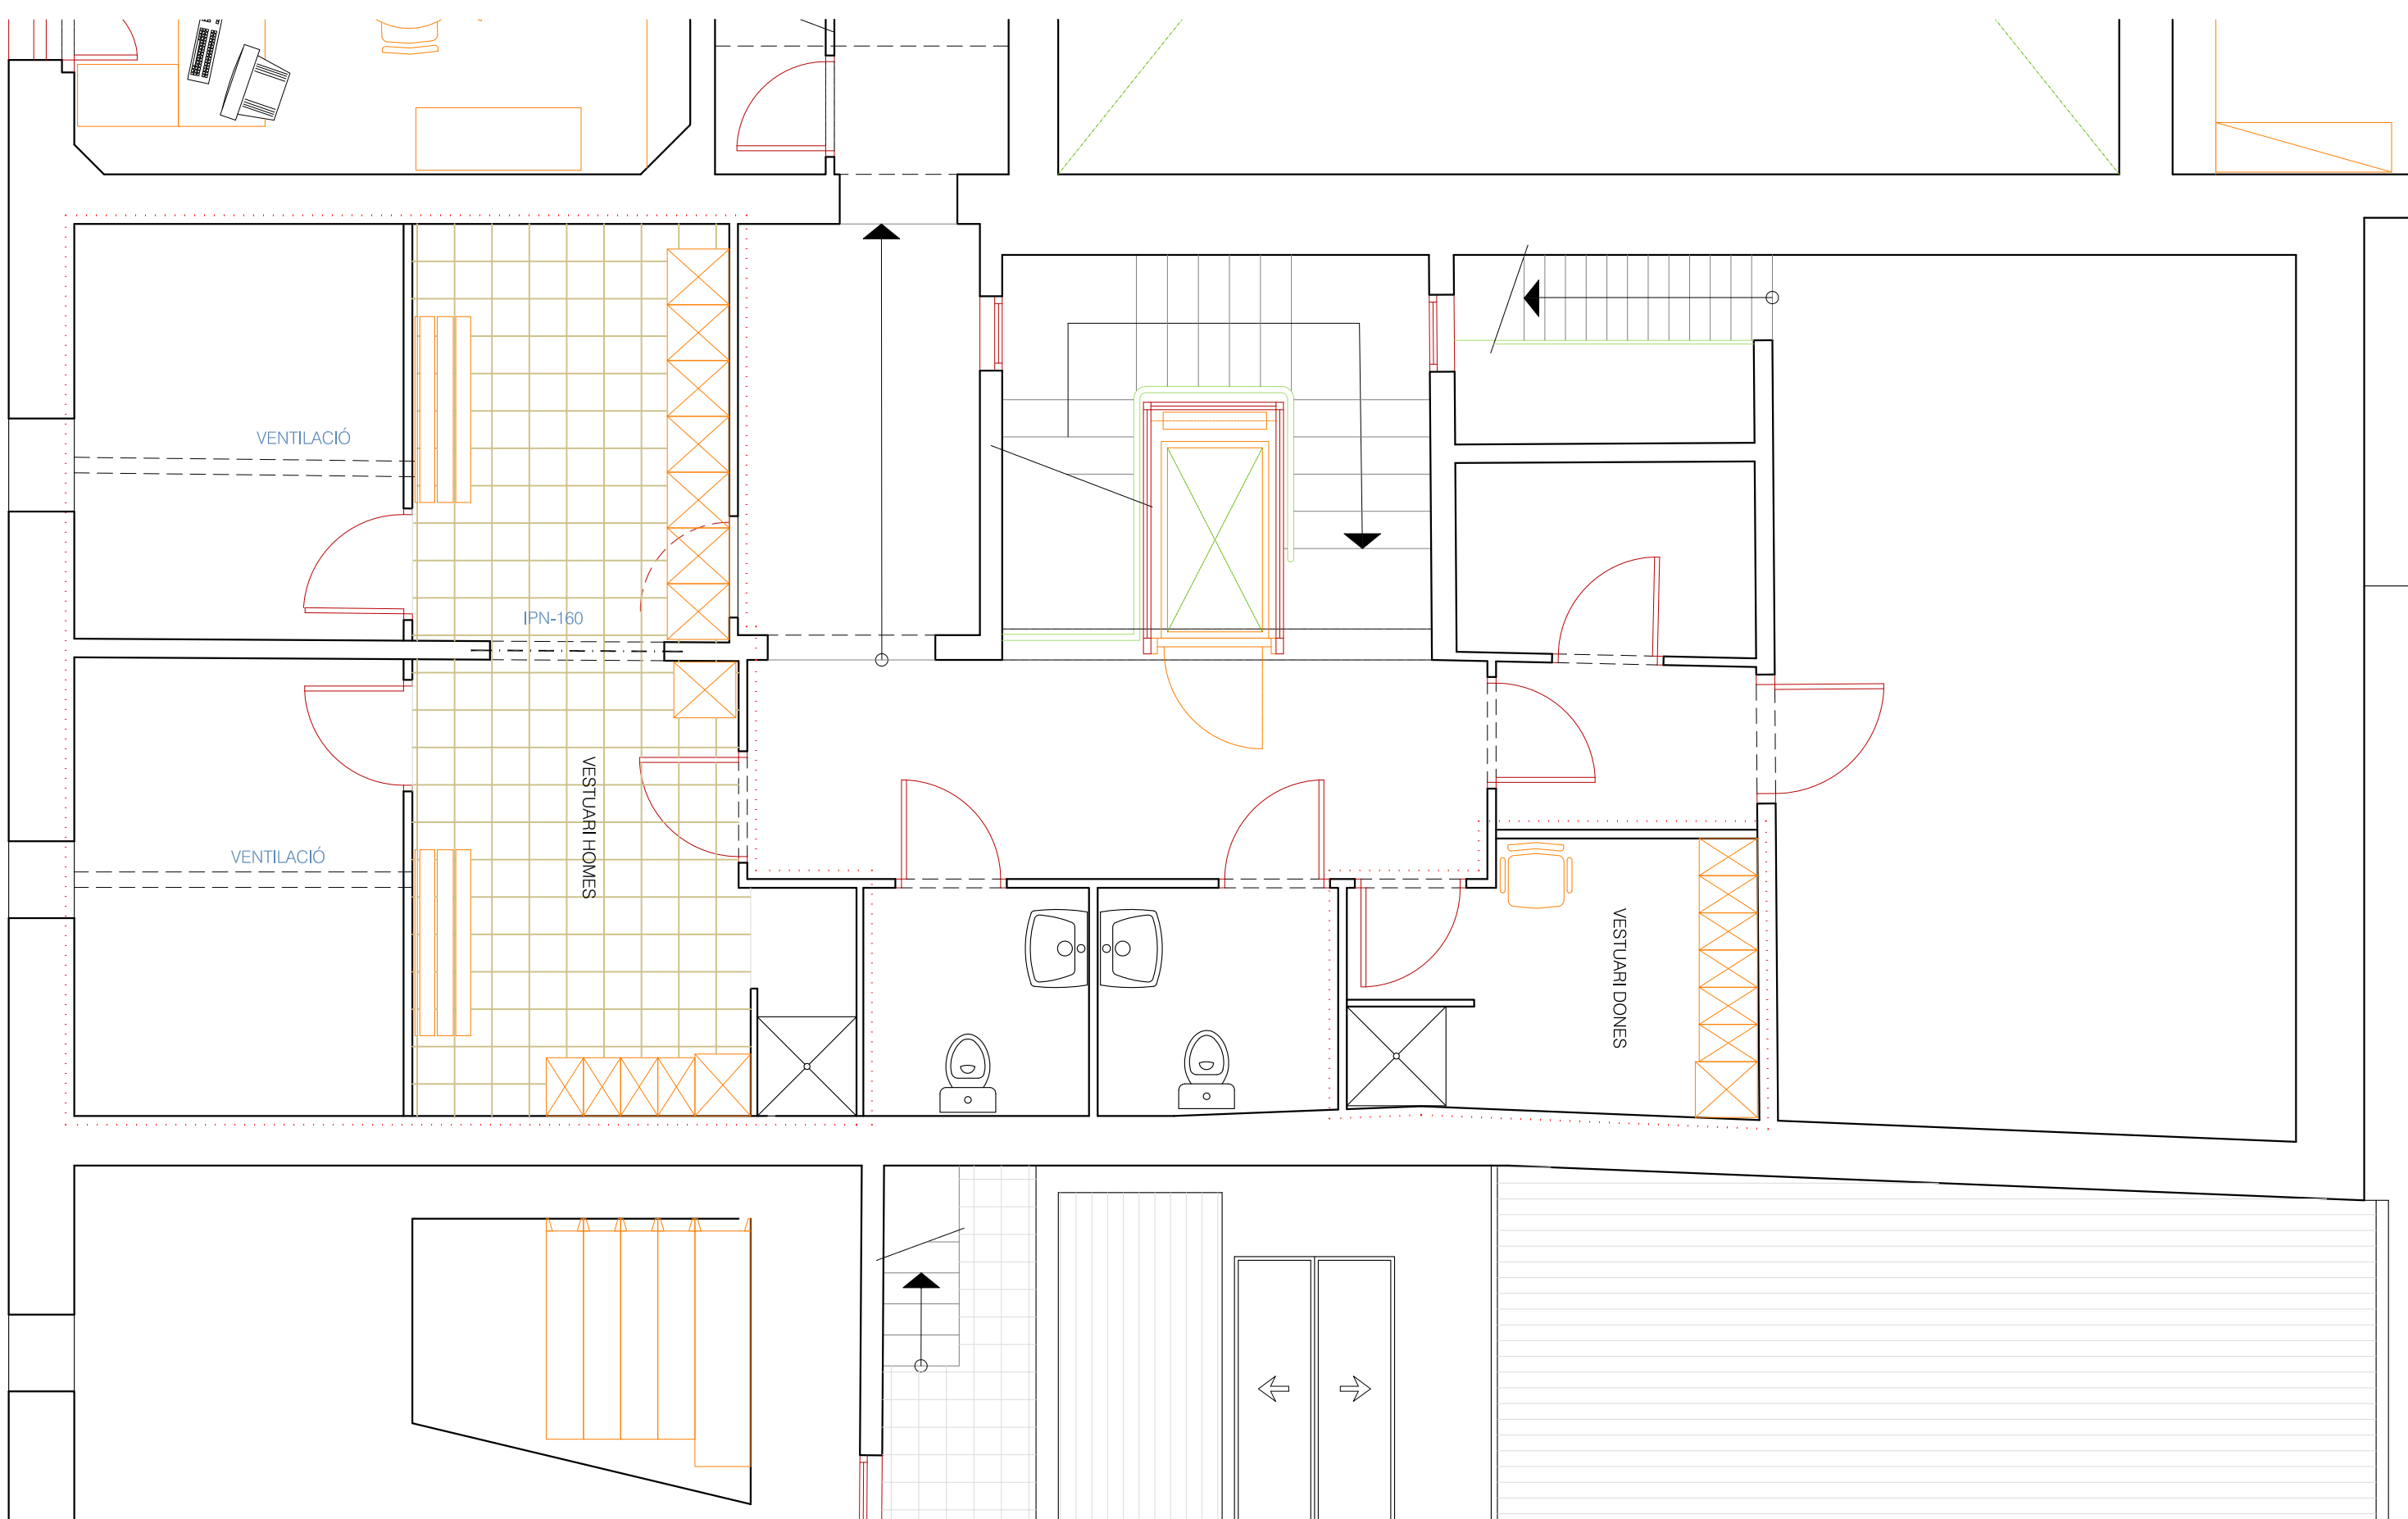 VENTILACIÓ
IPN-160
VESTUARI HOMES
VENTILACIÓ
VESTUARI DONES